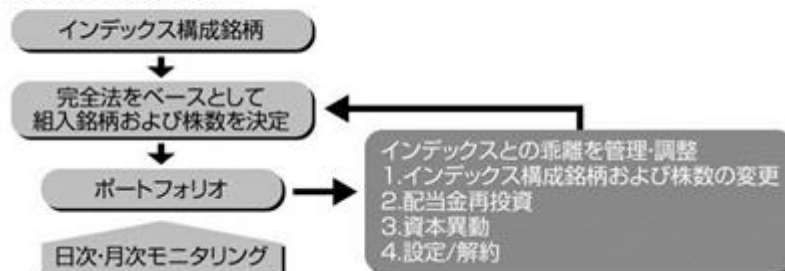 インデックス構成銘柄
完全法をベースとして
組入銘柄および株数を決定
ポートフォリオ
日次・月次モニタリング
インデックスとの乖離を管理・調整
1.インデックス構成銘柄および株数の変更
2.配当金再投資
3.資本異動
4.設定/解約